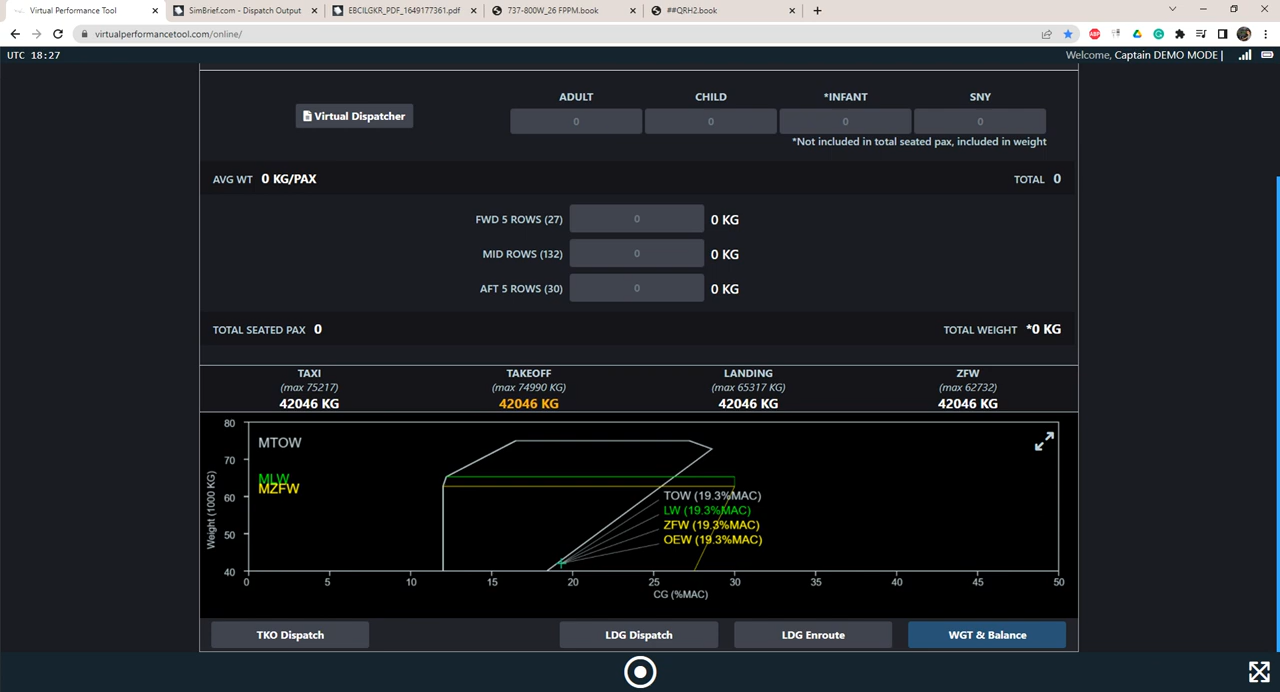 Virtual Performance Tool
SimBrief.com - Dispatch Output
EBCILGKR_PDF_1649177361.pdf
737-800W_26 FPPM.book
##QRH2.book
virtualperformancetool.com/online/
UTC 18:27
Welcome, Captain DEMO MODE |
ADULT CHILD *INFANT SNY
Virtual Dispatcher
0 0 0 0
*Not included in total seated pax, included in weight
AVG WT 0 KG/PAX TOTAL 0
FWD 5 ROWS (27) 0 0 KG
MID ROWS (132) 0 0 KG
AFT 5 ROWS (30) 0 0 KG
TOTAL SEATED PAX 0 TOTAL WEIGHT *0 KG
TAXI TAKEOFF LANDING ZFW
(max 75217) (max 74990 KG) (max 65317 KG) (max 62732)
42046 KG 42046 KG 42046 KG 42046 KG
80
MTOW
70
MLW
MZFW
60
50
40
Weight (1000 KG)
TOW (19.3%MAC)
LW (19.3%MAC)
ZFW (19.3%MAC)
OEW (19.3%MAC)
0 5 10 15 20 25 30 35 40 45 50
CG (%MAC)
TKO Dispatch LDG Dispatch LDG Enroute WGT & Balance